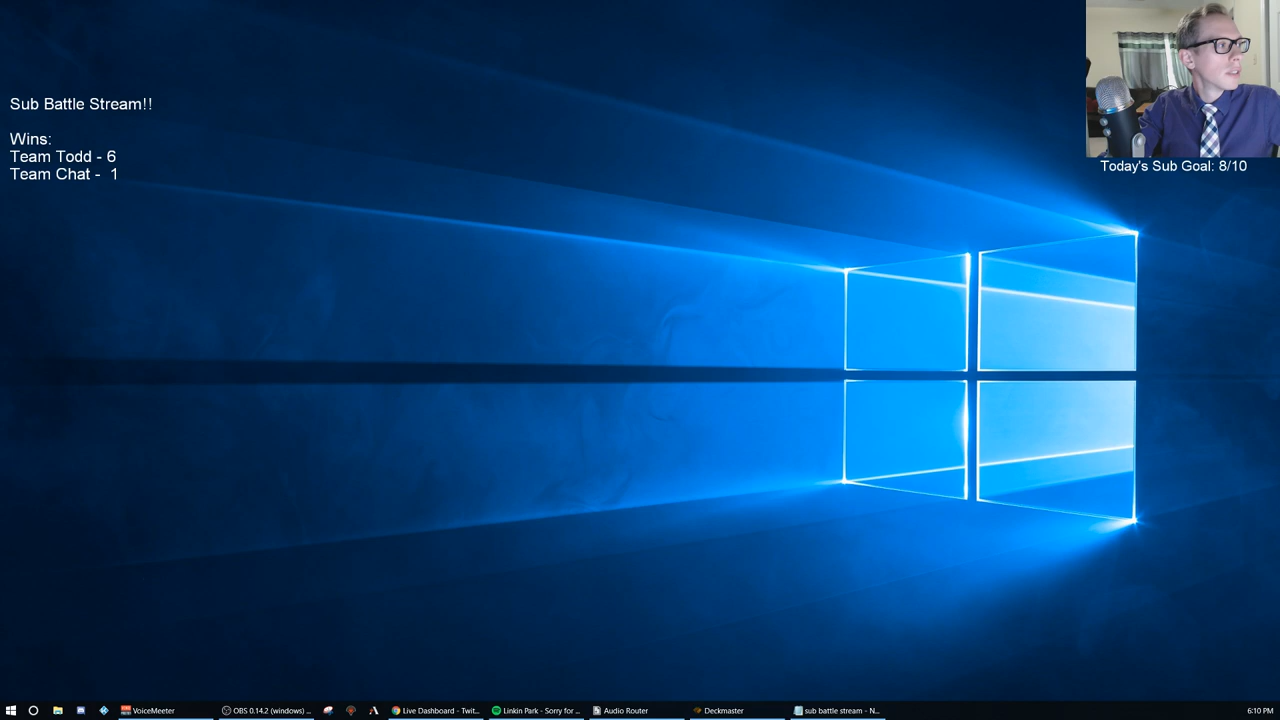 Sub Battle Stream!!
Wins:
Team Todd - 6
Team Chat - 1
Today's Sub Goal: 8/10
VoiceMeeter
OBS 0.14.2 (windows) ...
Live Dashboard - Twit...
Linkin Park - Sorry for ...
Audio Router
Deckmaster
sub battle stream - N...
6:10 PM